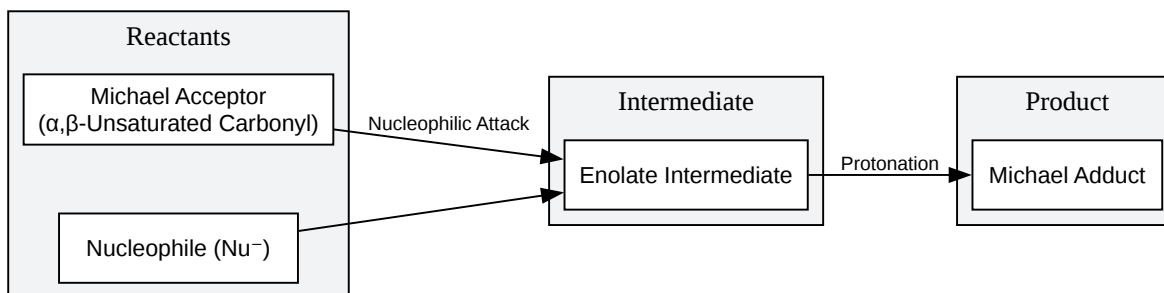 Reactants
Michael Acceptor
(α,β-Unsaturated Carbonyl)
Nucleophile (Nu⁻)
Nucleophilic Attack
Intermediate
Enolate Intermediate
Protonation
Product
Michael Adduct